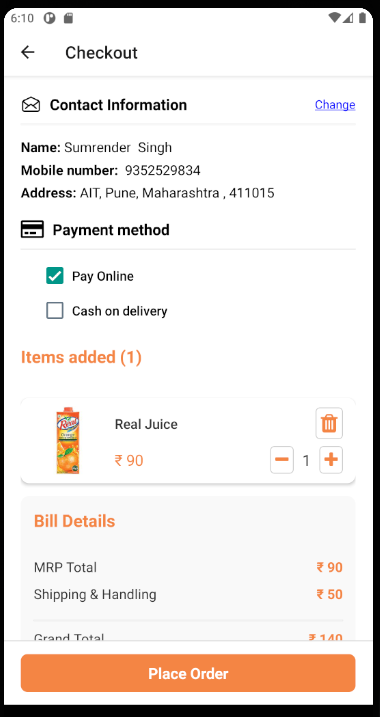 6:10
Checkout
Contact Information
Change
Name: Sumrender Singh
Mobile number: 9352529834
Address: AIT, Pune, Maharashtra , 411015
Payment method
Pay Online
Cash on delivery
Items added (1)
Real
Real Juice
₹ 90
1
Bill Details
MRP Total ₹ 90
Shipping & Handling ₹ 50
Grand Total ₹ 140
Place Order